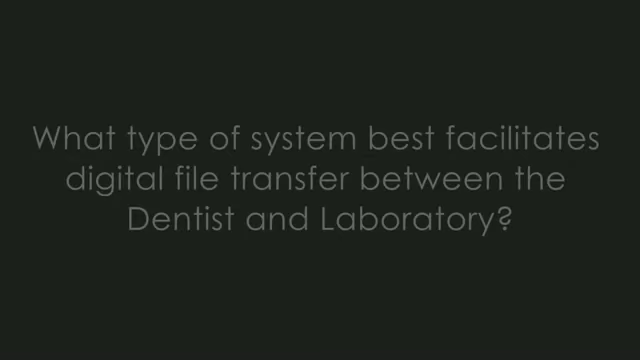 What type of system best facilitates
digital file transfer between the
Dentist and Laboratory?